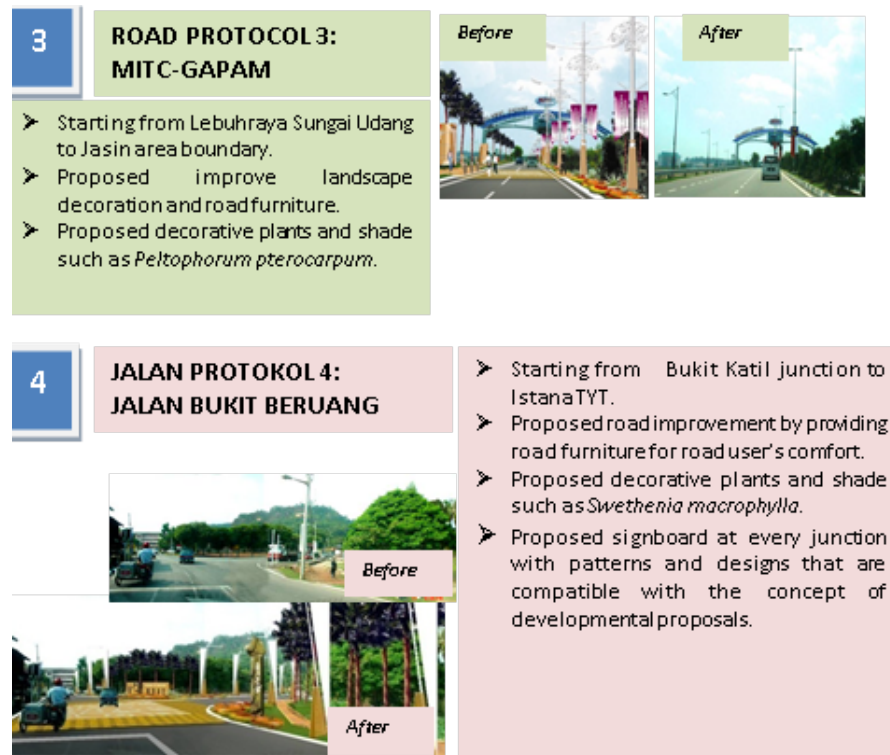 3
ROAD PROTOCOL 3:
MITC-GAPAM
Before
After
➤ Starting from Lebuhraya Sungai Udang
to Jasin area boundary.
➤ Proposed improve landscape
decoration and road furniture.
➤ Proposed decorative plants and shade
such as Peltophorum pterocarpum.
4
JALAN PROTOKOL 4:
JALAN BUKIT BERUANG
Before
After
➤ Starting from Bukit Katil junction to
Istana TYT.
➤ Proposed road improvement by providing
road furniture for road user's comfort.
➤ Proposed decorative plants and shade
such as Swethenia macrophylla.
➤ Proposed signboard at every junction
with patterns and designs that are
compatible with the concept of
developmental proposals.